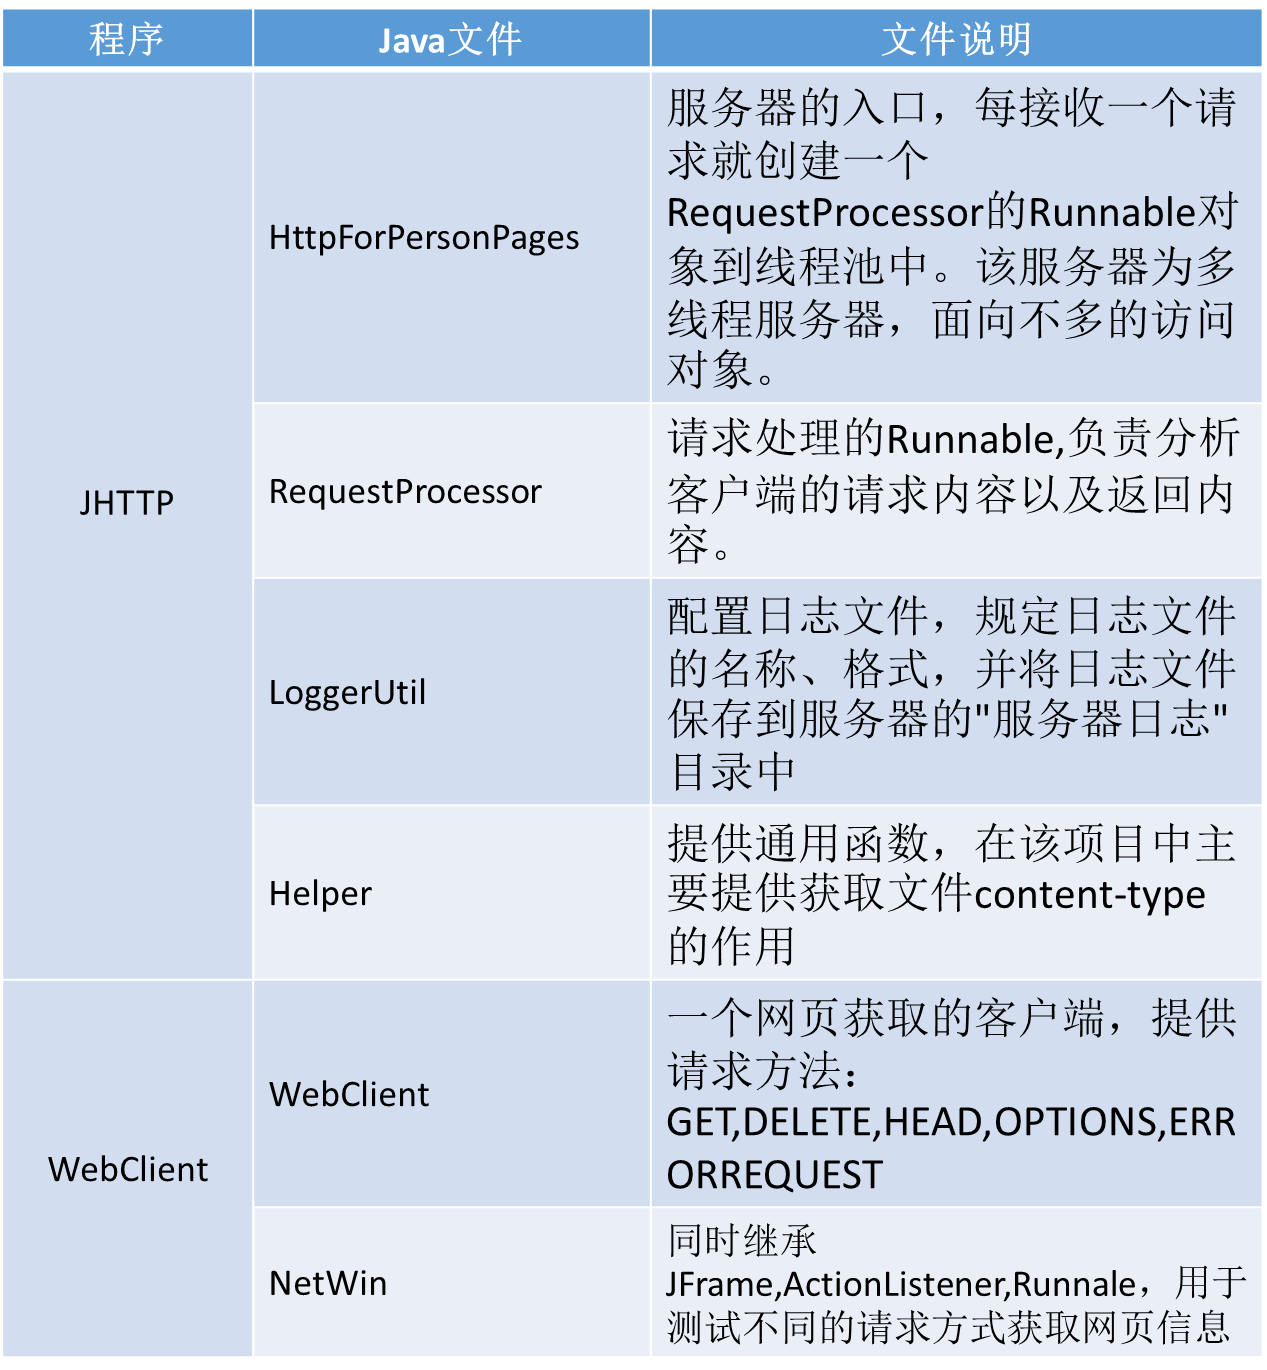 程序
Java文件
文件说明
JHTTP
HttpForPersonPages
服务器的入口，每接收一个请
求就创建一个
RequestProcessor的Runnable对
象到线程池中。该服务器为多
线程服务器，面向不多的访问
对象。
RequestProcessor
请求处理的Runnable,负责分析
客户端的请求内容以及返回内
容。
LoggerUtil
配置日志文件，规定日志文件
的名称、格式，并将日志文件
保存到服务器的"服务器日志"
目录中
Helper
提供通用函数，在该项目中主
要提供获取文件content-type
的作用
WebClient
WebClient
一个网页获取的客户端，提供
请求方法：
GET,DELETE,HEAD,OPTIONS,ERR
ORREQUEST
NetWin
同时继承
JFrame,ActionListener,Runnale，用于
测试不同的请求方式获取网页信息